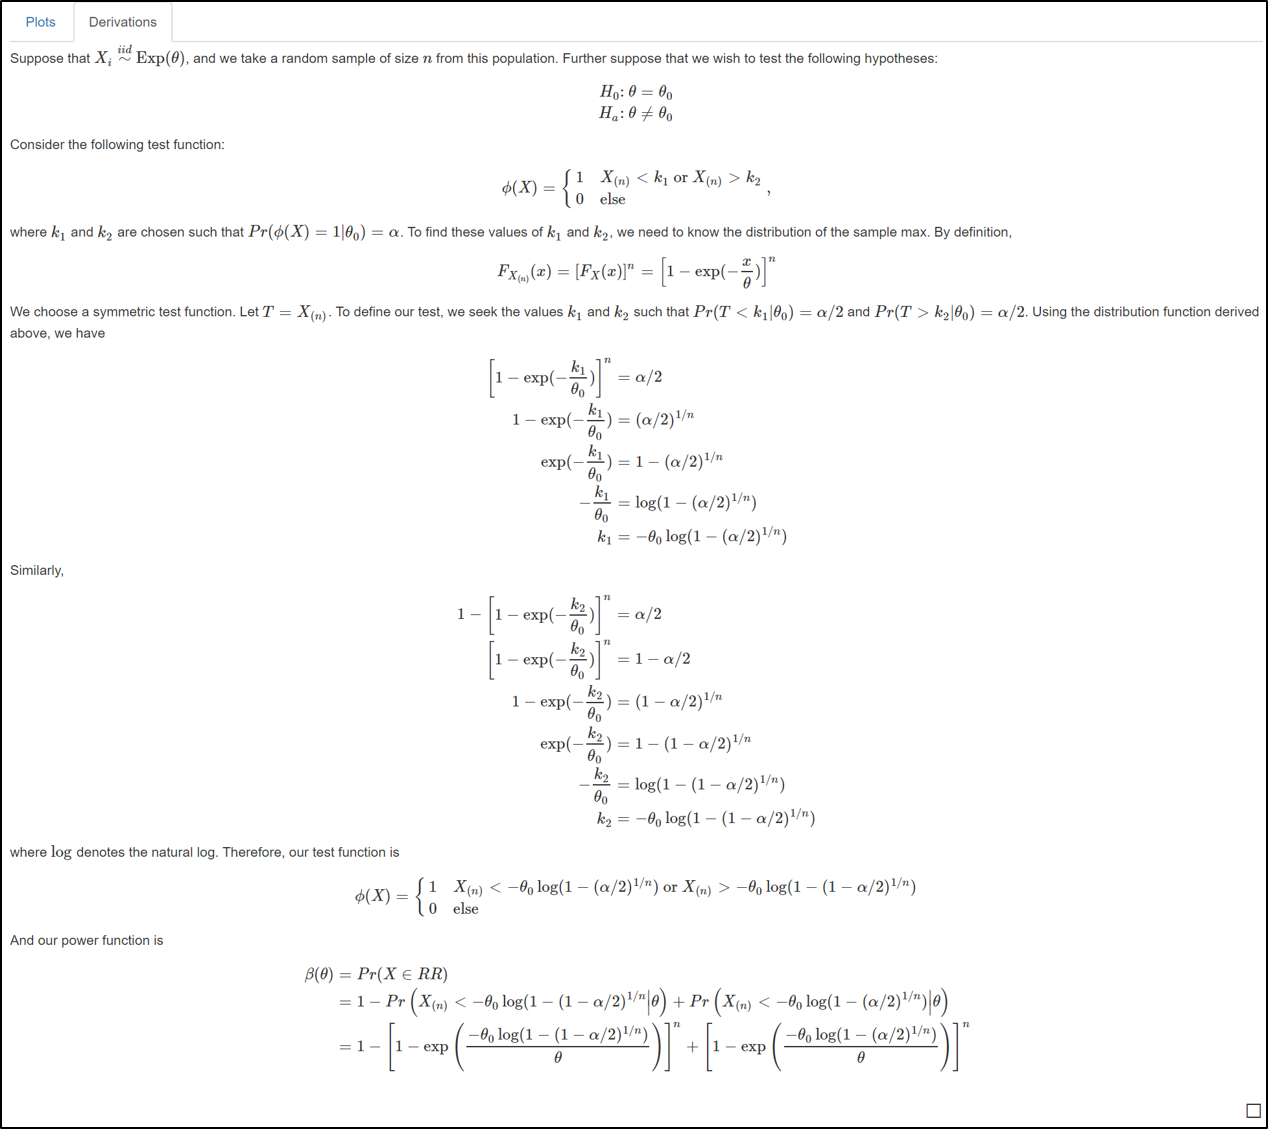 Plots Derivations
Suppose that $X_i \overset{iid}{\sim} \text{Exp}(\theta)$, and we take a random sample of size $n$ from this population. Further suppose that we wish to test the following hypotheses:
$H_0: \theta = \theta_0$
$H_a: \theta \neq \theta_0$
Consider the following test function:
$\phi(X) = \begin{cases} 1 & X_{(n)} < k_1 \text{ or } X_{(n)} > k_2 \\ 0 & \text{else} \end{cases},$
where $k_1$ and $k_2$ are chosen such that $Pr(\phi(X) = 1|\theta_0) = \alpha$. To find these values of $k_1$ and $k_2$, we need to know the distribution of the sample max. By definition,
$F_{X_{(n)}}(x) = [F_X(x)]^n = \left[1 - \exp(-\frac{x}{\theta})\right]^n$
We choose a symmetric test function. Let $T = X_{(n)}$. To define our test, we seek the values $k_1$ and $k_2$ such that $Pr(T < k_1|\theta_0) = \alpha/2$ and $Pr(T > k_2|\theta_0) = \alpha/2$. Using the distribution function derived
above, we have
$\left[1 - \exp(-\frac{k_1}{\theta_0})\right]^n = \alpha/2$
$1 - \exp(-\frac{k_1}{\theta_0}) = (\alpha/2)^{1/n}$
$\exp(-\frac{k_1}{\theta_0}) = 1 - (\alpha/2)^{1/n}$
$-\frac{k_1}{\theta_0} = \log(1 - (\alpha/2)^{1/n})$
$k_1 = -\theta_0 \log(1 - (\alpha/2)^{1/n})$
Similarly,
$1 - \left[1 - \exp(-\frac{k_2}{\theta_0})\right]^n = \alpha/2$
$\left[1 - \exp(-\frac{k_2}{\theta_0})\right]^n = 1 - \alpha/2$
$1 - \exp(-\frac{k_2}{\theta_0}) = (1 - \alpha/2)^{1/n}$
$\exp(-\frac{k_2}{\theta_0}) = 1 - (1 - \alpha/2)^{1/n}$
$-\frac{k_2}{\theta_0} = \log(1 - (1 - \alpha/2)^{1/n})$
$k_2 = -\theta_0 \log(1 - (1 - \alpha/2)^{1/n})$
where $\log$ denotes the natural log. Therefore, our test function is
$\phi(X) = \begin{cases} 1 & X_{(n)} < -\theta_0 \log(1 - (\alpha/2)^{1/n}) \text{ or } X_{(n)} > -\theta_0 \log(1 - (1 - \alpha/2)^{1/n}) \\ 0 & \text{else} \end{cases}$
And our power function is
$\beta(\theta) = Pr(X \in RR)$
$= 1 - Pr\left(X_{(n)} < -\theta_0 \log(1 - (1 - \alpha/2)^{1/n}|\theta\right) + Pr\left(X_{(n)} < -\theta_0 \log(1 - (\alpha/2)^{1/n})|\theta\right)$
$= 1 - \left[1 - \exp\left(\frac{-\theta_0 \log(1 - (1 - \alpha/2)^{1/n})}{\theta}\right)\right]^n + \left[1 - \exp\left(\frac{-\theta_0 \log(1 - (\alpha/2)^{1/n})}{\theta}\right)\right]^n$
□